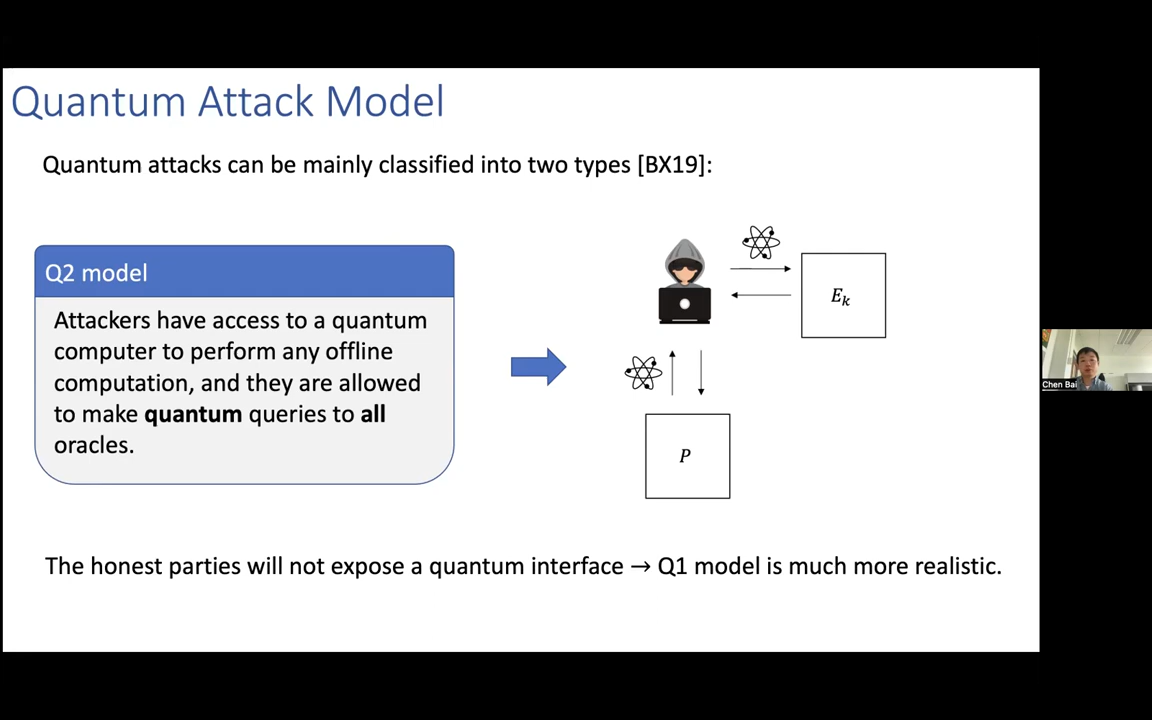 Quantum Attack Model
Quantum attacks can be mainly classified into two types [BX19]:
Q2 model
Attackers have access to a quantum
computer to perform any offline
computation, and they are allowed
to make quantum queries to all
oracles.
E_k
P
The honest parties will not expose a quantum interface → Q1 model is much more realistic.
Chen Bai